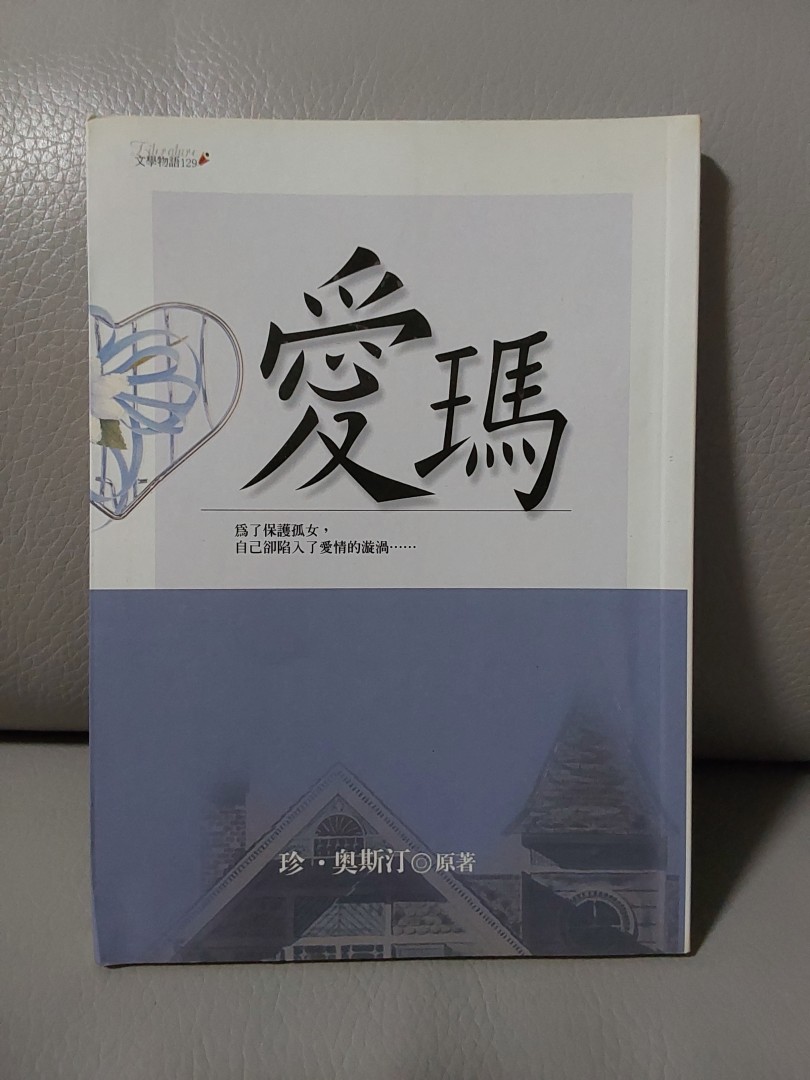 Literature
文學物語129
愛瑪
爲了保護孤女，
自己卻陷入了愛情的漩渦……
珍·奧斯汀◎原著